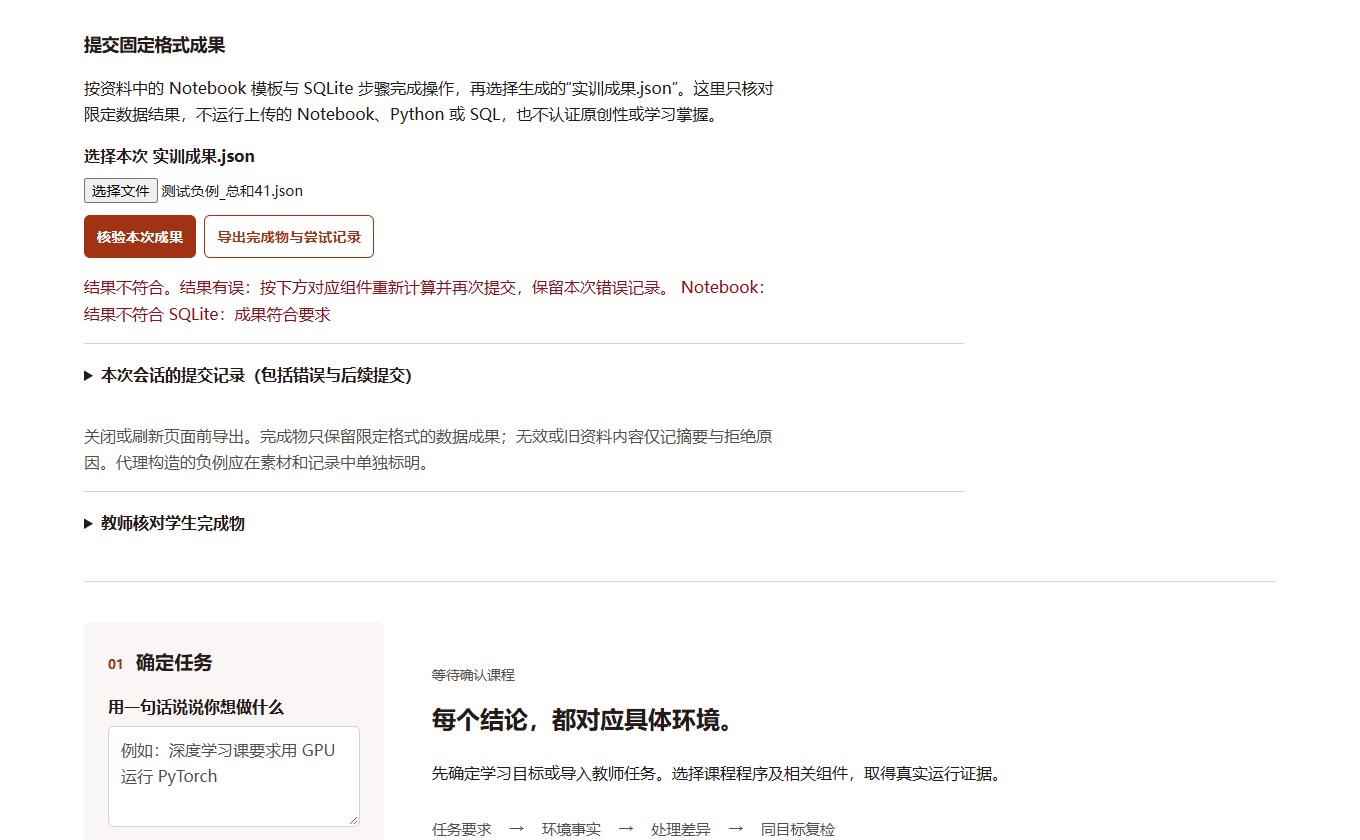 提交固定格式成果
按资料中的 Notebook 模板与 SQLite 步骤完成操作，再选择生成的“实训成果.json”。这里只核对
限定数据结果，不运行上传的 Notebook、Python 或 SQL，也不认证原创性或学习掌握。
选择本次 实训成果.json
选择文件 测试负例_总和41.json
核验本次成果 导出完成物与尝试记录
结果不符合。结果有误：按下方对应组件重新计算并再次提交，保留本次错误记录。 Notebook：
结果不符合 SQLite：成果符合要求
本次会话的提交记录（包括错误与后续提交）
关闭或刷新页面前导出。完成物只保留限定格式的数据成果；无效或旧资料内容仅记摘要与拒绝原
因。代理构造的负例应在素材和记录中单独标明。
教师核对学生完成物
01 确定任务
用一句话说说你想做什么
例如：深度学习课要求用 GPU
运行 PyTorch
等待确认课程
每个结论，都对应具体环境。
先确定学习目标或导入教师任务。选择课程程序及相关组件，取得真实运行证据。
任务要求 → 环境事实 → 处理差异 → 同目标复检